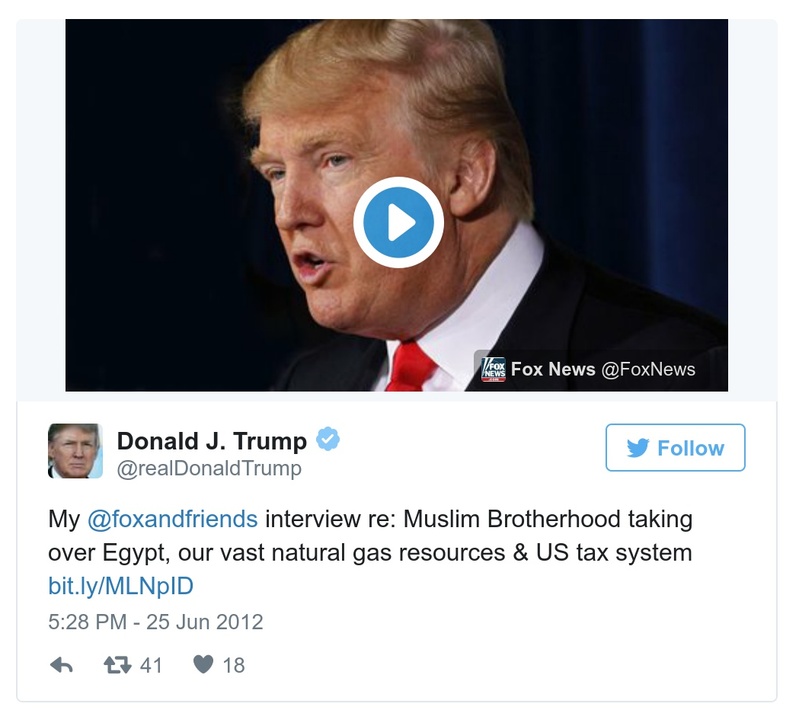 FOX
NEWS
Fox News @FoxNews
Donald J. Trump
@realDonaldTrump
Follow
My @foxandfriends interview re: Muslim Brotherhood taking
over Egypt, our vast natural gas resources & US tax system
bit.ly/MLNpID
5:28 PM - 25 Jun 2012
41
18